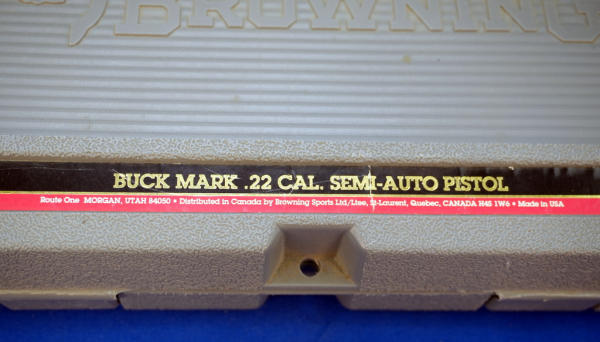 BROWNING
BUCK MARK .22 CAL. SEMI-AUTO PISTOL
Route One MORGAN, UTAH 84050 • Distributed in Canada by Browning Sports Ltd/Ltee, St-Laurent, Quebec, CANADA H4S 1W6 • Made in USA